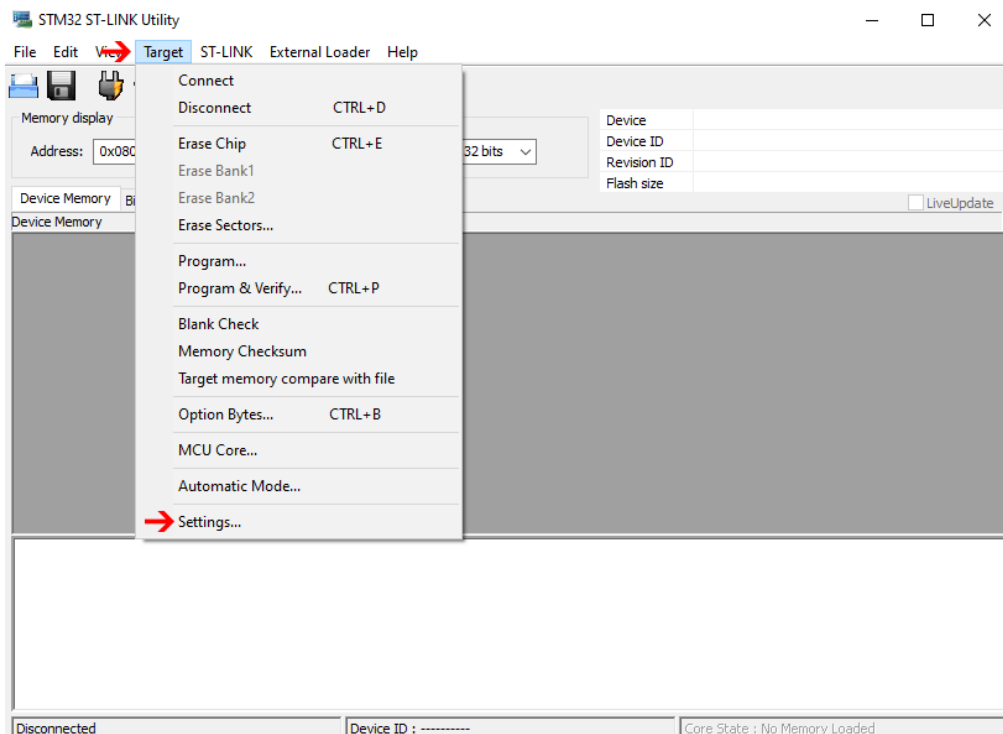 STM32 ST-LINK Utility
File Edit View Target ST-LINK External Loader Help
Connect
Disconnect CTRL+D
Memory display
Device
Address: 0x080 32 bits
Erase Chip CTRL+E
Device ID
Erase Bank1
Revision ID
Erase Bank2
Flash size
Device Memory Bi
LiveUpdate
Device Memory
Erase Sectors...
Program...
Program & Verify... CTRL+P
Blank Check
Memory Checksum
Target memory compare with file
Option Bytes... CTRL+B
MCU Core...
Automatic Mode...
Settings...
Disconnected Device ID : ---------- Core State : No Memory Loaded